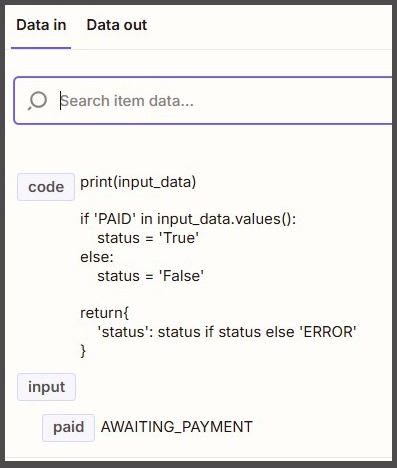 Data in Data out
Search item data...
code print(input_data)
if 'PAID' in input_data.values():
    status = 'True'
else:
    status = 'False'
return{
    'status': status if status else 'ERROR'
}
input
paid AWAITING_PAYMENT